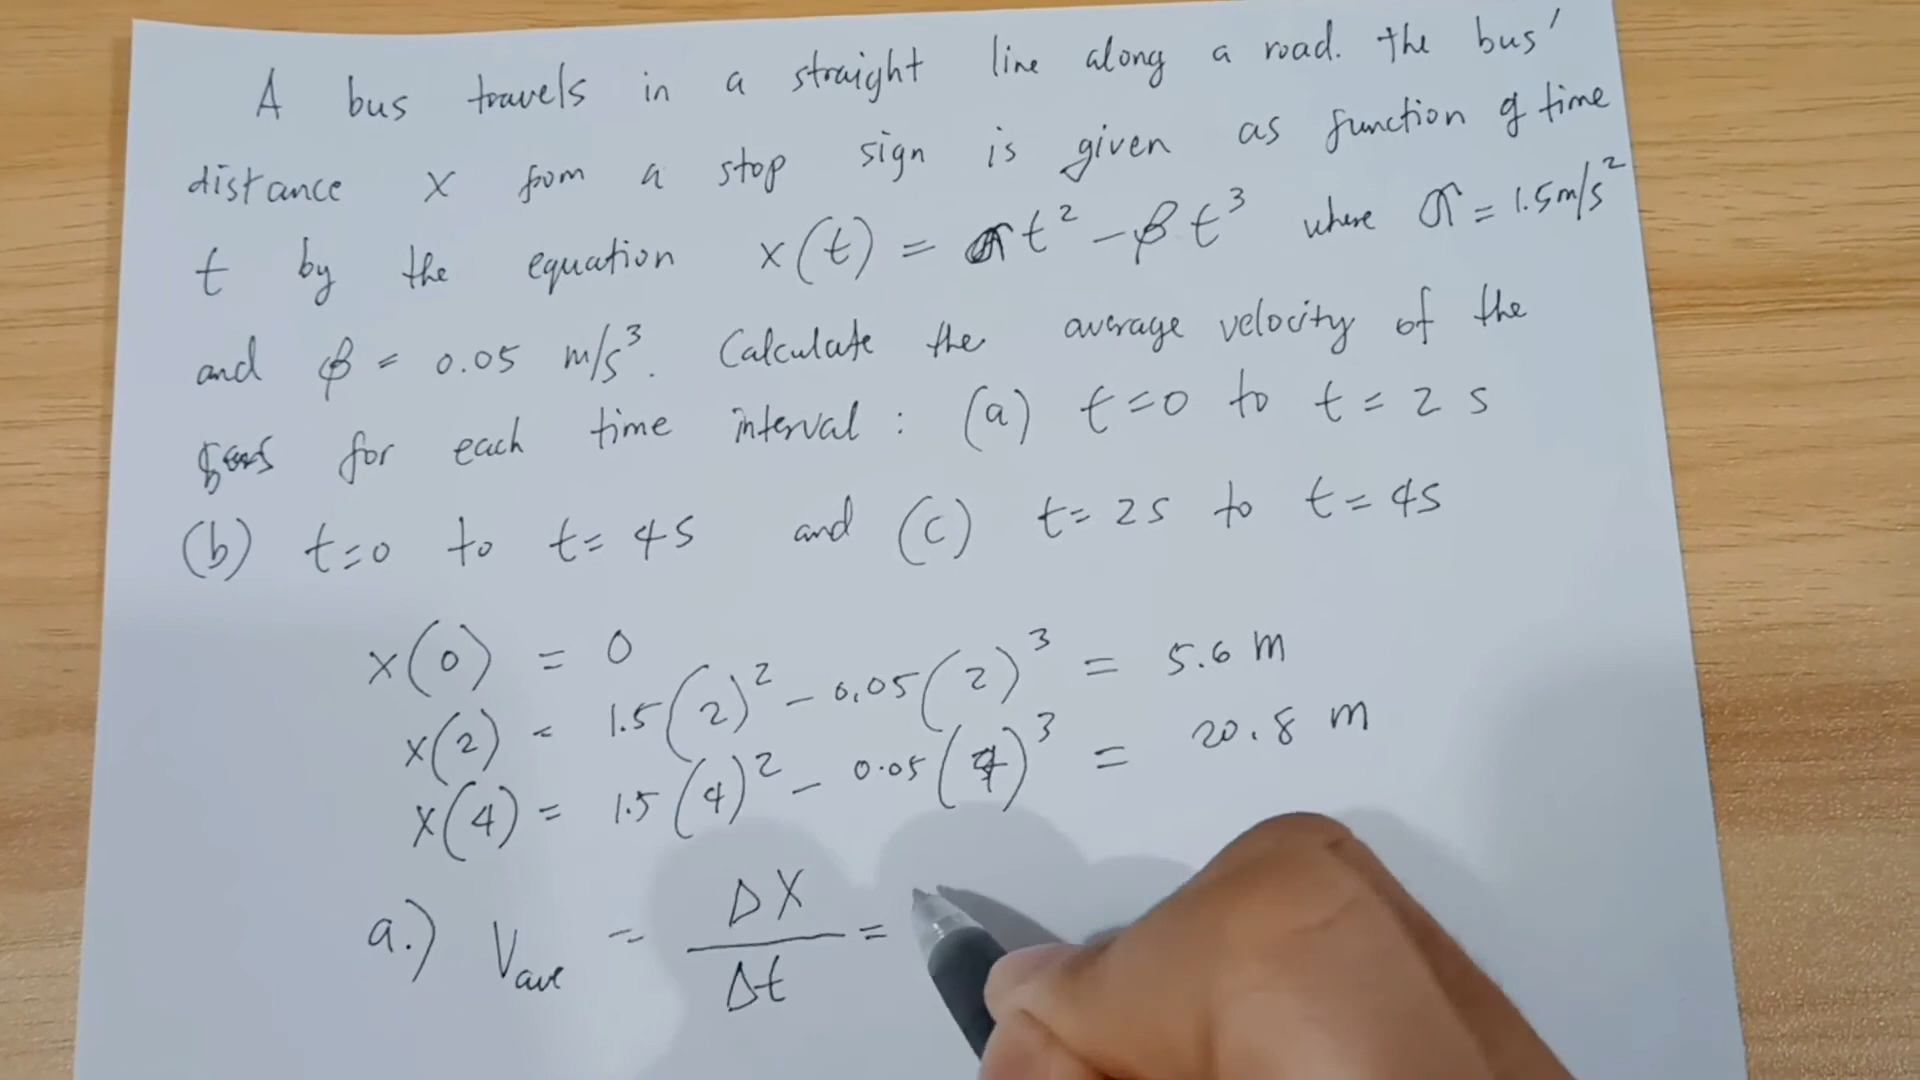 A bus travels in a straight line along a road. the bus'
distance x from a stop sign is given as function of time
t by the equation x(t) = σt² - βt³ where σ = 1.5 m/s²
and β = 0.05 m/s³. Calculate the average velocity of the
bus for each time interval: (a) t=0 to t= 2 s
(b) t=0 to t= 4s and (c) t= 2s to t= 4s
x(0) = 0
x(2) = 1.5(2)² - 0.05(2)³ = 5.6 m
x(4) = 1.5(4)² - 0.05(4)³ = 20.8 m
a.) Vave = ΔX/Δt =